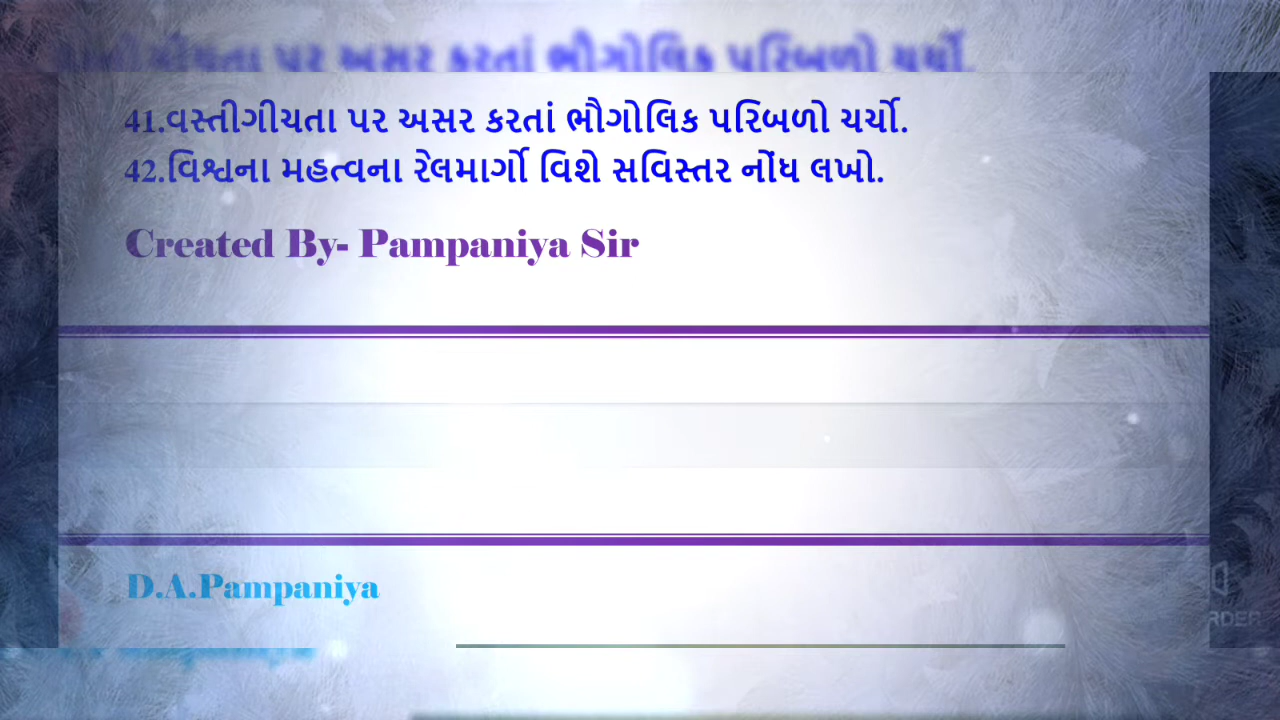 41.વસ્તીગીચતા પર અસર કરતાં ભૌગોલિક પરિબળો ચર્ચો.
42.વિશ્વના મહત્વના રેલમાર્ગો વિશે સવિસ્તર નોંધ લખો.
Created By- Pampaniya Sir
D.A.Pampaniya